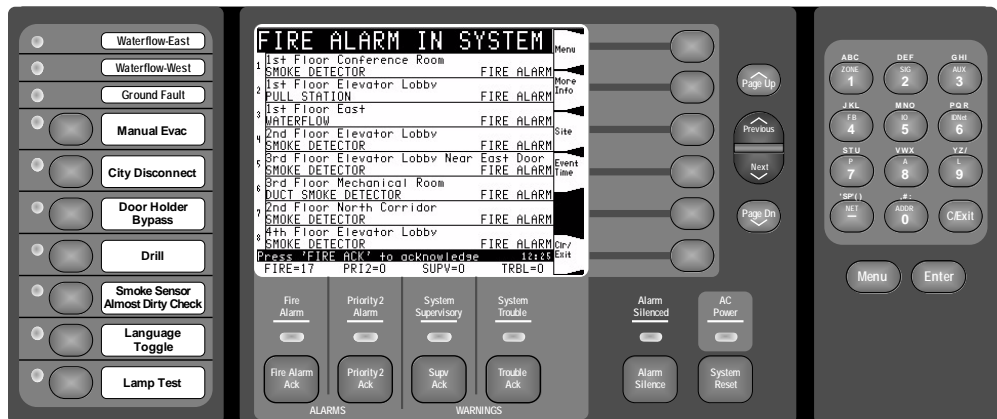 Waterflow-East
Waterflow-West
Ground Fault
Manual Evac
City Disconnect
Door Holder
Bypass
Drill
Smoke Sensor
Almost Dirty Check
Language
Toggle
Lamp Test
FIRE ALARM IN SYSTEM
1 1st Floor Conference Room
SMOKE DETECTOR FIRE ALARM
2 1st Floor Elevator Lobby
PULL STATION FIRE ALARM
3 1st Floor East
WATERFLOW FIRE ALARM
4 2nd Floor Elevator Lobby
SMOKE DETECTOR FIRE ALARM
5 3rd Floor Elevator Lobby Near East Door
SMOKE DETECTOR FIRE ALARM
6 3rd Floor Mechanical Room
DUCT SMOKE DETECTOR FIRE ALARM
7 2nd Floor North Corridor
SMOKE DETECTOR FIRE ALARM
8 4th Floor Elevator Lobby
SMOKE DETECTOR FIRE ALARM
Press 'FIRE ACK' to acknowledge 12:25
FIRE=17 PRI2=0 SUPV=0 TRBL=0
Menu
More
Info
Site
Event
Time
Clr/
Exit
Page Up
Previous
Next
Page Dn
Fire
Alarm
Priority 2
Alarm
System
Supervisory
System
Trouble
Alarm
Silenced
AC
Power
Fire Alarm
Ack
Priority 2
Ack
Supv
Ack
Trouble
Ack
Alarm
Silence
System
Reset
ALARMS WARNINGS
ABC DEF GHI
ZONE SIG AUX
1 2 3
JKL MNO PQR
FB IO IDNet
4 5 6
STU VWX YZ/
P A L
7 8 9
'SP'( ) ,#:
NET ADDR
– 0 C/Exit
Menu Enter